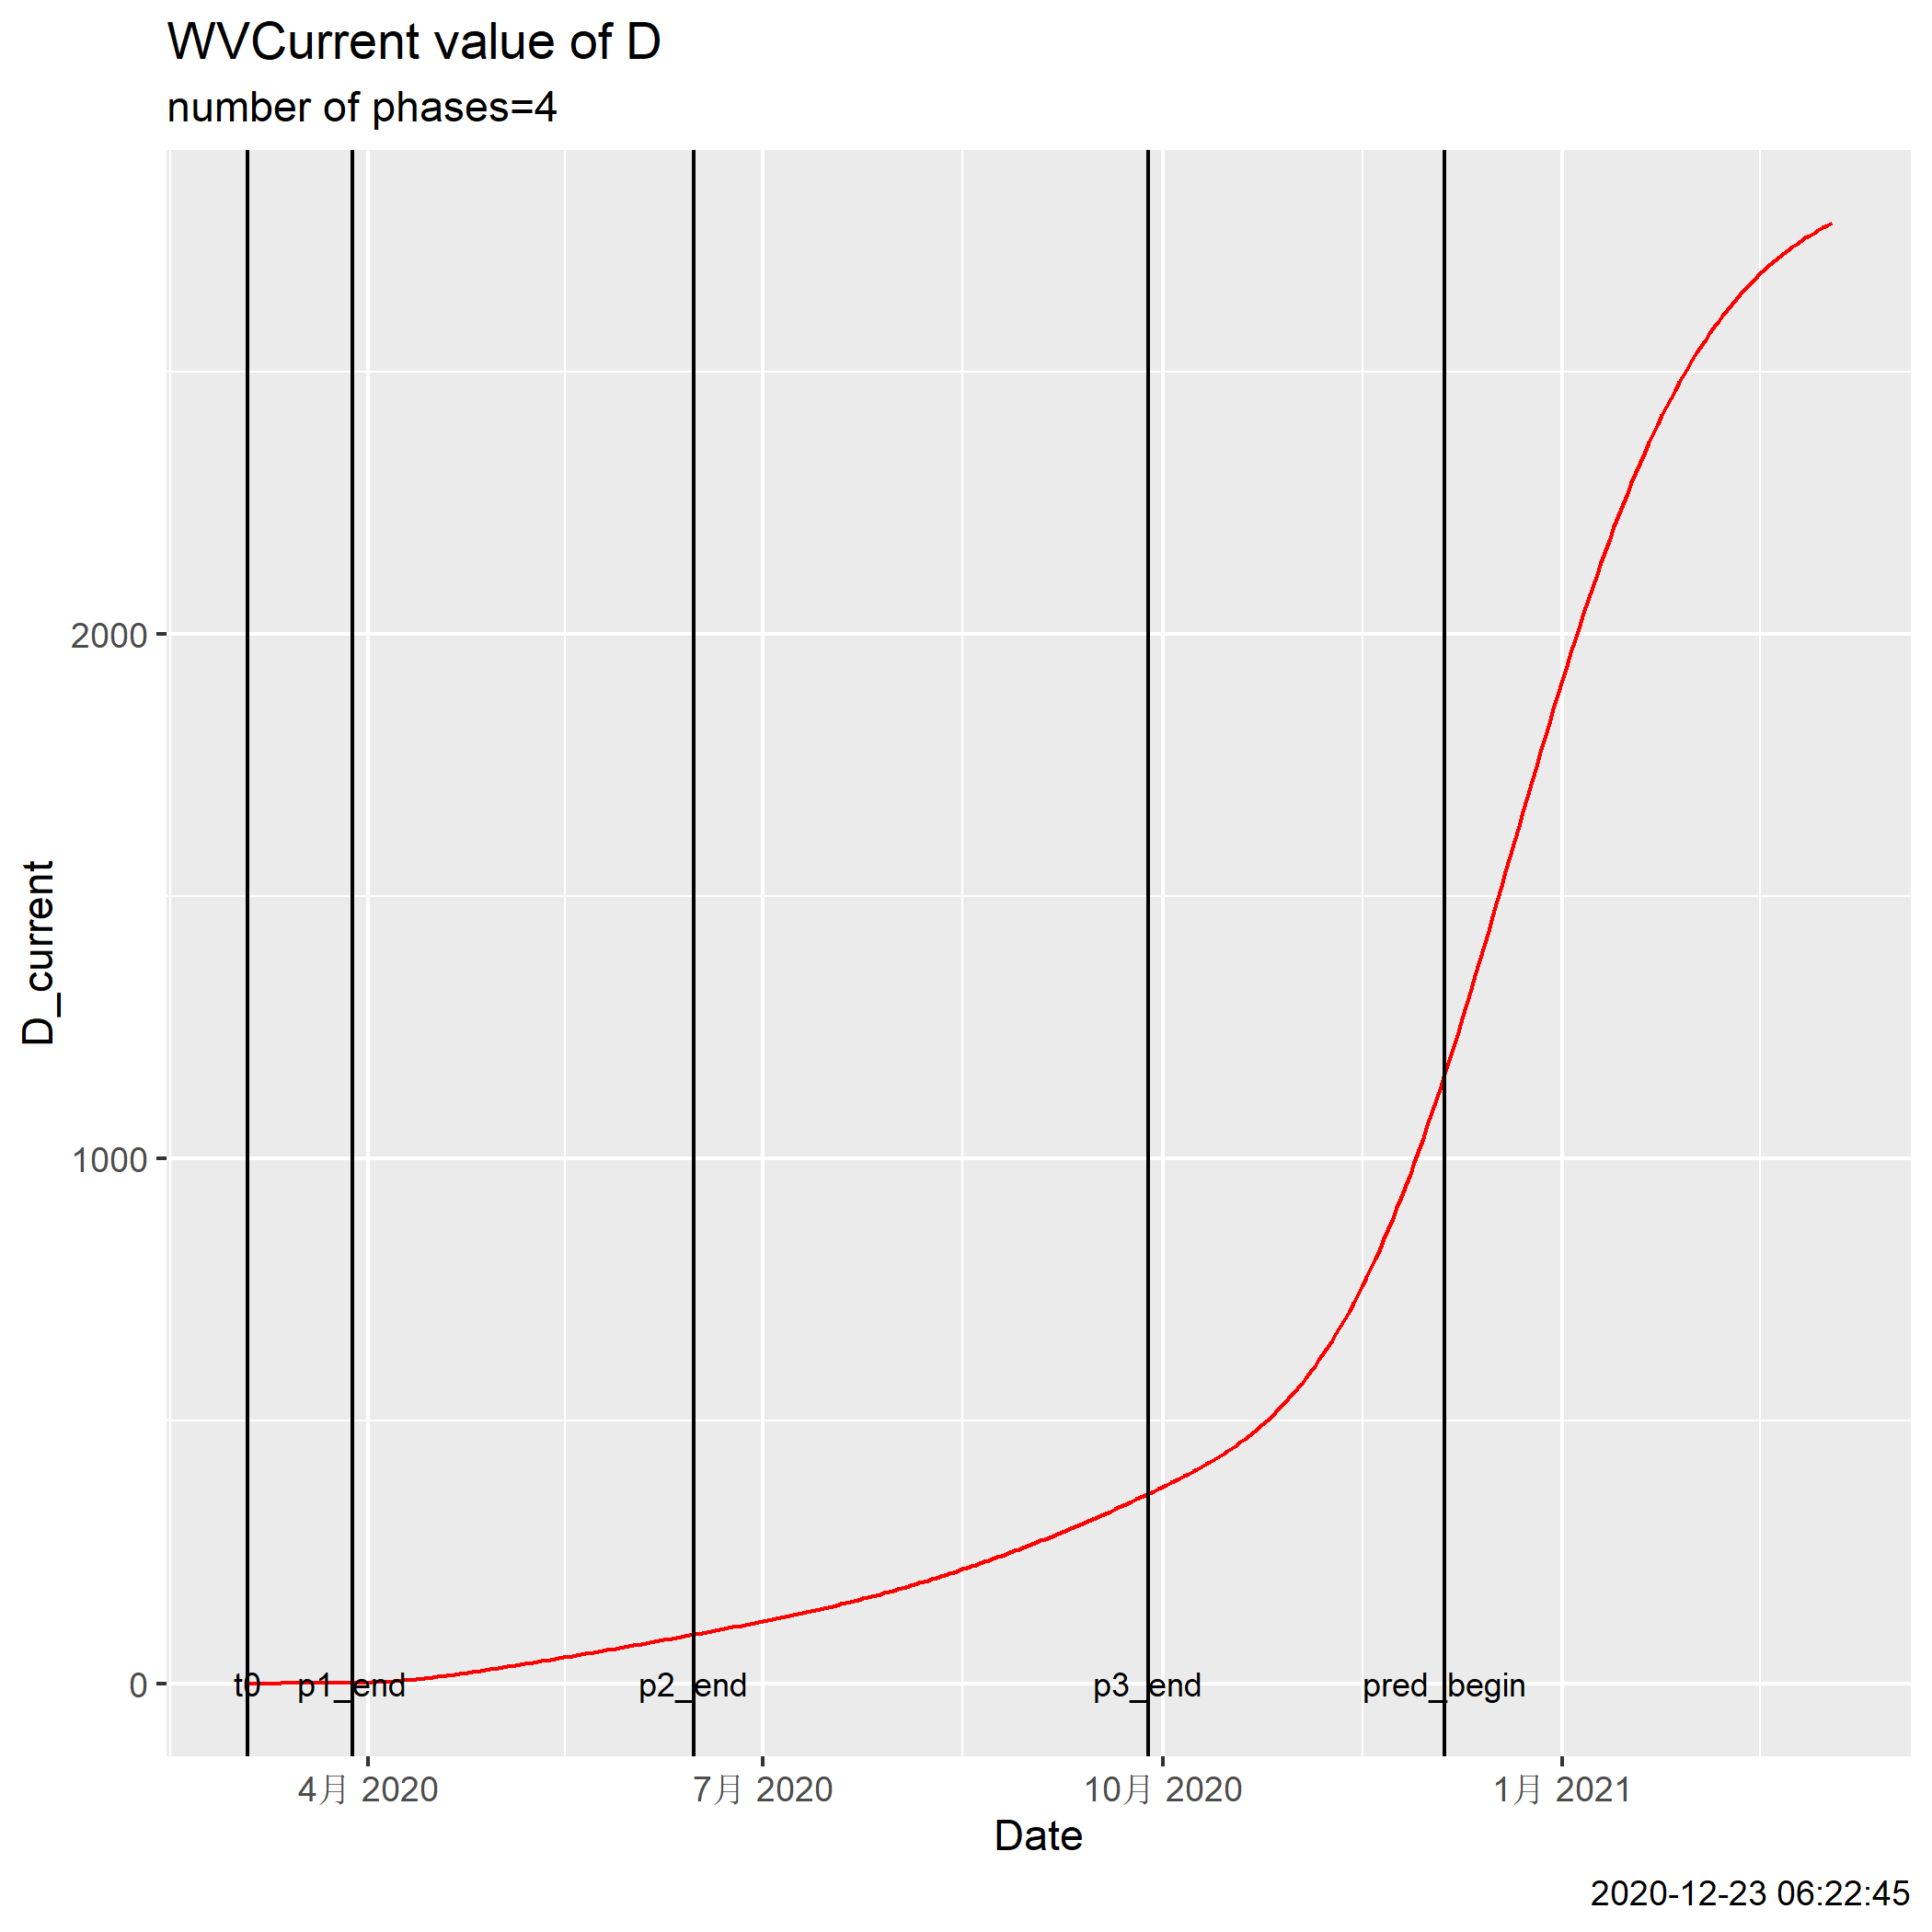 WVCurrent value of D
number of phases=4
D_current
2000
1000
0
t0 p1_end p2_end p3_end pred_begin
4月 2020 7月 2020 10月 2020 1月 2021
Date
2020-12-23 06:22:45